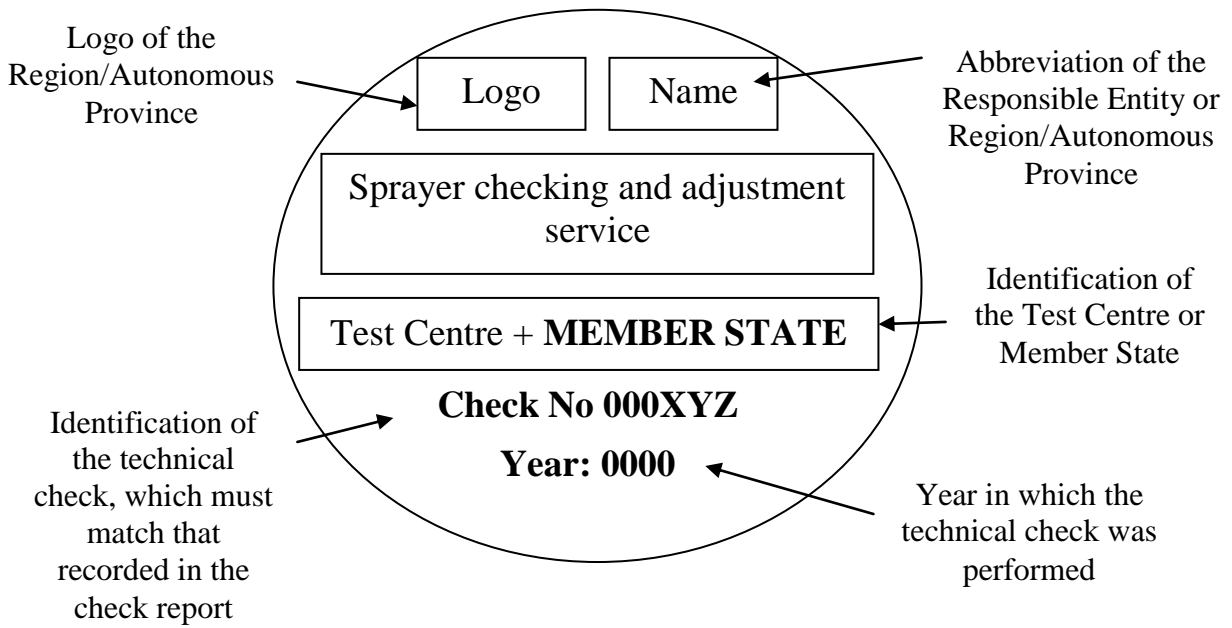 Logo of the
Region/Autonomous
Province
Logo
Name
Abbreviation of the
Responsible Entity or
Region/Autonomous
Province
Sprayer checking and adjustment
service
Test Centre + MEMBER STATE
Identification of
the Test Centre or
Member State
Check No 000XYZ
Year: 0000
Identification of
the technical
check, which must
match that
recorded in the
check report
Year in which the
technical check was
performed